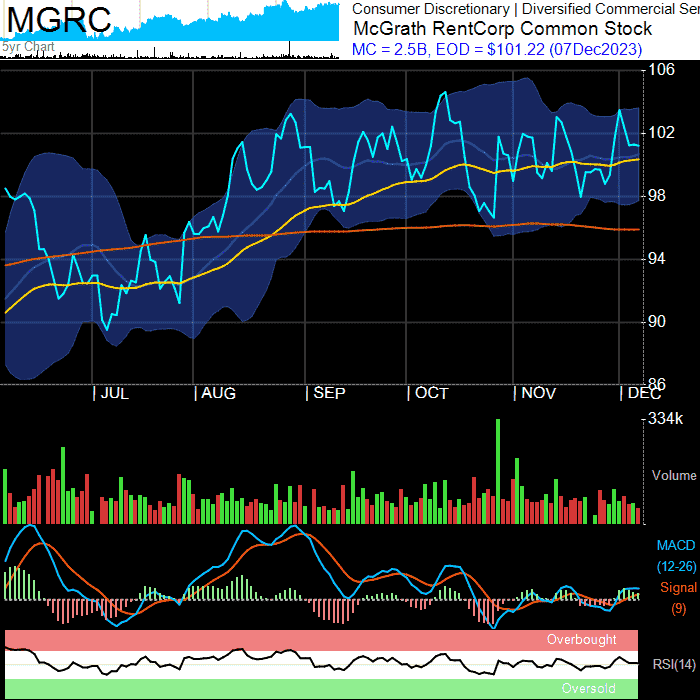 MGRC
5yr Chart
Consumer Discretionary | Diversified Commercial Ser
McGrath RentCorp Common Stock
MC = 2.5B, EOD = $101.22 (07Dec2023)
106
102
98
94
90
86
| JUL | AUG | SEP | OCT | NOV | DEC
334k
Volume
MACD
(12-26)
Signal
(9)
Overbought
RSI(14)
Oversold